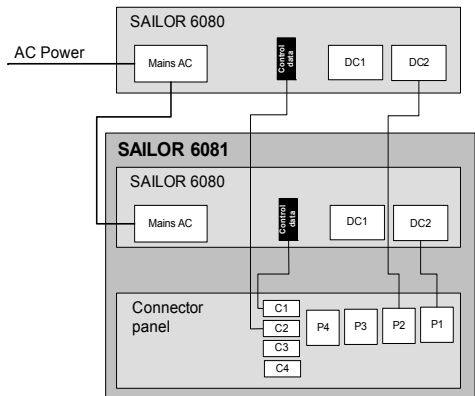 SAILOR 6080
AC Power
Mains AC
Control
data
DC1
DC2
SAILOR 6081
SAILOR 6080
Mains AC
Control
data
DC1
DC2
Connector
panel
C1
C2
C3
C4
P4
P3
P2
P1